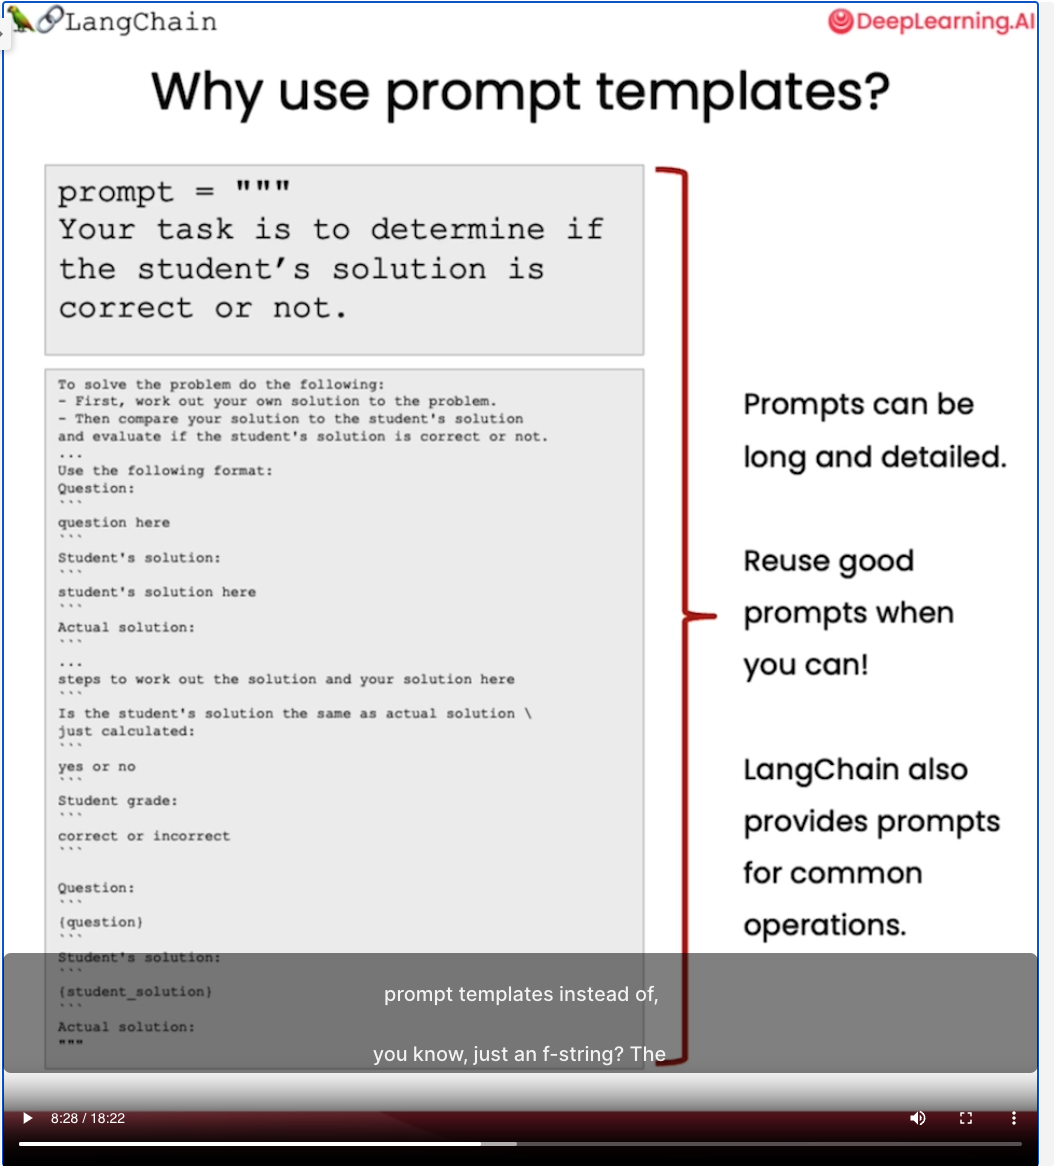 LangChain
DeepLearning.AI
Why use prompt templates?
prompt = """
Your task is to determine if
the student’s solution is
correct or not.
To solve the problem do the following:
- First, work out your own solution to the problem.
- Then compare your solution to the student's solution
and evaluate if the student's solution is correct or not.
...
Use the following format:
Question:
```
question here
```
Student's solution:
```
student's solution here
```
Actual solution:
```
...
steps to work out the solution and your solution here
```
Is the student's solution the same as actual solution \
just calculated:
```
yes or no
```
Student grade:
```
correct or incorrect
```
Question:
```
{question}
```
Student's solution:
```
{student_solution}
```
Actual solution:
"""
Prompts can be
long and detailed.
Reuse good
prompts when
you can!
LangChain also
provides prompts
for common
operations.
prompt templates instead of,
you know, just an f-string? The
8:28 / 18:22